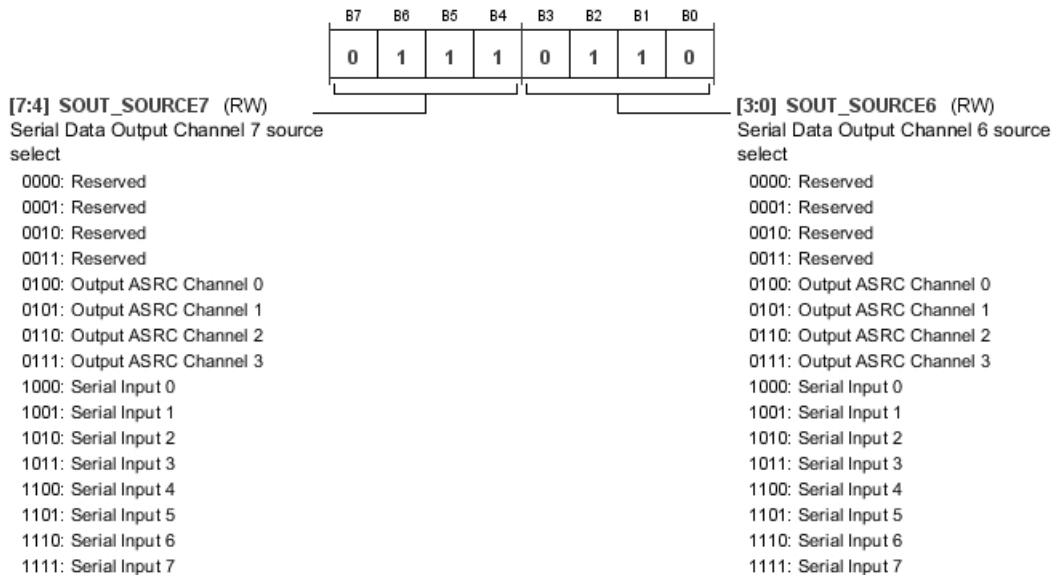 B7 B6 B5 B4 B3 B2 B1 B0
0 1 1 1 0 1 1 0
[7:4] SOUT_SOURCE7 (RW)
Serial Data Output Channel 7 source
select
0000: Reserved
0001: Reserved
0010: Reserved
0011: Reserved
0100: Output ASRC Channel 0
0101: Output ASRC Channel 1
0110: Output ASRC Channel 2
0111: Output ASRC Channel 3
1000: Serial Input 0
1001: Serial Input 1
1010: Serial Input 2
1011: Serial Input 3
1100: Serial Input 4
1101: Serial Input 5
1110: Serial Input 6
1111: Serial Input 7
[3:0] SOUT_SOURCE6 (RW)
Serial Data Output Channel 6 source
select
0000: Reserved
0001: Reserved
0010: Reserved
0011: Reserved
0100: Output ASRC Channel 0
0101: Output ASRC Channel 1
0110: Output ASRC Channel 2
0111: Output ASRC Channel 3
1000: Serial Input 0
1001: Serial Input 1
1010: Serial Input 2
1011: Serial Input 3
1100: Serial Input 4
1101: Serial Input 5
1110: Serial Input 6
1111: Serial Input 7